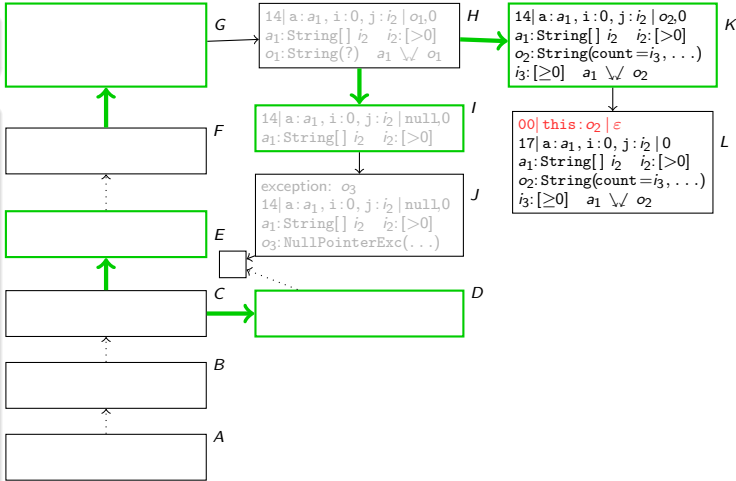 G
14| a: a₁, i: 0, j: i₂ | o₁,0
a₁: String[ ] i₂ i₂: [>0]
o₁: String(?) a₁ ↘↙ o₁
H
14| a: a₁, i: 0, j: i₂ | o₂,0
a₁: String[ ] i₂ i₂: [>0]
o₂: String(count=i₃, ...)
i₃: [≥0] a₁ ↘↙ o₂
K
14| a: a₁, i: 0, j: i₂ | null,0
a₁: String[ ] i₂ i₂: [>0]
I
F
exception: o₃
14| a: a₁, i: 0, j: i₂ | null,0
a₁: String[ ] i₂ i₂: [>0]
o₃: NullPointerExc(...)
J
00| this: o₂ | ε
17| a: a₁, i: 0, j: i₂ | 0
a₁: String[ ] i₂ i₂: [>0]
o₂: String(count=i₃, ...)
i₃: [≥0] a₁ ↘↙ o₂
L
E
C
D
B
A